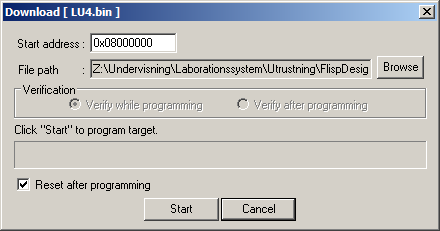 Download [ LU4.bin ]
Start address : 0x08000000
File path : Z:\Undervisning\Laborationssystem\Utrustning\FlispDesig Browse
Verification
Verify while programming Verify after programming
Click "Start" to program target.
Reset after programming
Start Cancel